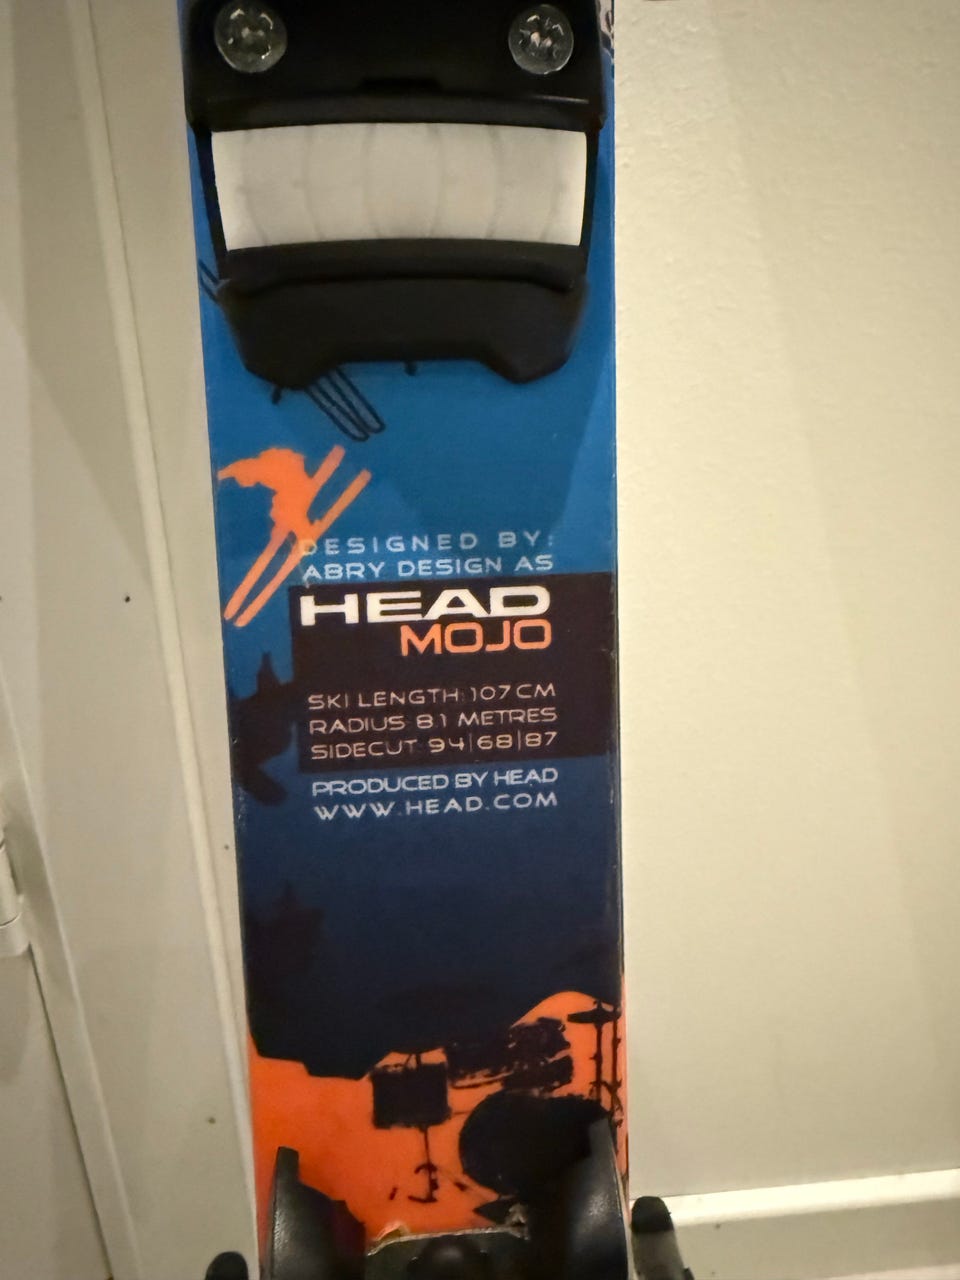 DESIGNED BY:
ABRY DESIGN AS
HEAD
MOJO
SKI LENGTH 107CM
RADIUS 8.1 METRES
SIDECUT 94|68|87
PRODUCED BY HEAD
WWW.HEAD.COM